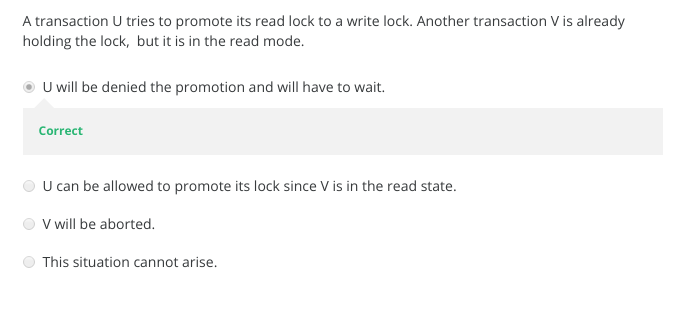 A transaction U tries to promote its read lock to a write lock. Another transaction V is already
holding the lock,  but it is in the read mode.
U will be denied the promotion and will have to wait.
Correct
U can be allowed to promote its lock since V is in the read state.
V will be aborted.
This situation cannot arise.